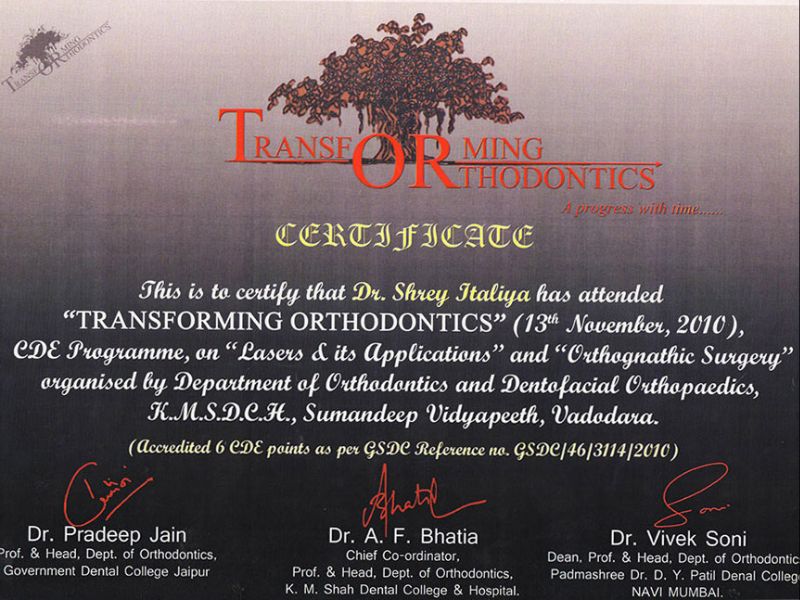 TRANSFORMING
ORTHODONTICS
TRANSFORMING
ORTHODONTICS
A progress with time......
CERTIFICATE
This is to certify that Dr. Shrey Italiya has attended
“TRANSFORMING ORTHODONTICS” (13th November, 2010),
CDE Programme, on “Lasers & its Applications” and “Orthognathic Surgery”
organised by Department of Orthodontics and Dentofacial Orthopaedics,
K.M.S.D.C.H., Sumandeep Vidyapeeth, Vadodara.
(Accredited 6 CDE points as per GSDC Reference no. GSDC/46/3114/2010)
Dr. Pradeep Jain
Prof. & Head, Dept. of Orthodontics,
Government Dental College Jaipur
Dr. A. F. Bhatia
Chief Co-ordinator,
Prof. & Head, Dept. of Orthodontics,
K. M. Shah Dental College & Hospital.
Dr. Vivek Soni
Dean, Prof. & Head, Dept. of Orthodontic
Padmashree Dr. D. Y. Patil Denal Colleg
NAVI MUMBAI.